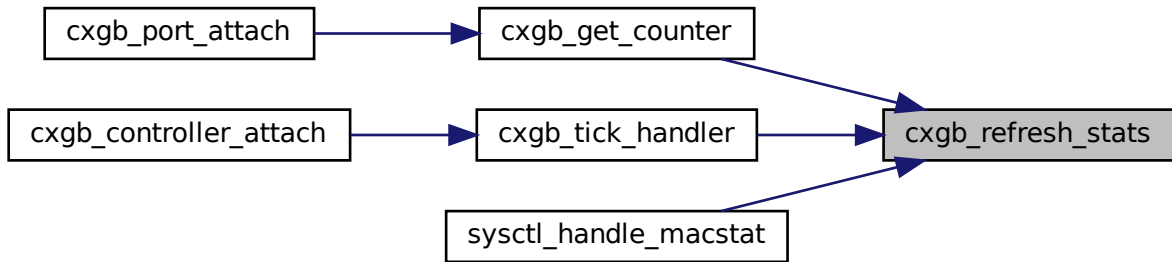 cxgb_port_attach
cxgb_get_counter
cxgb_controller_attach
cxgb_tick_handler
cxgb_refresh_stats
sysctl_handle_macstat